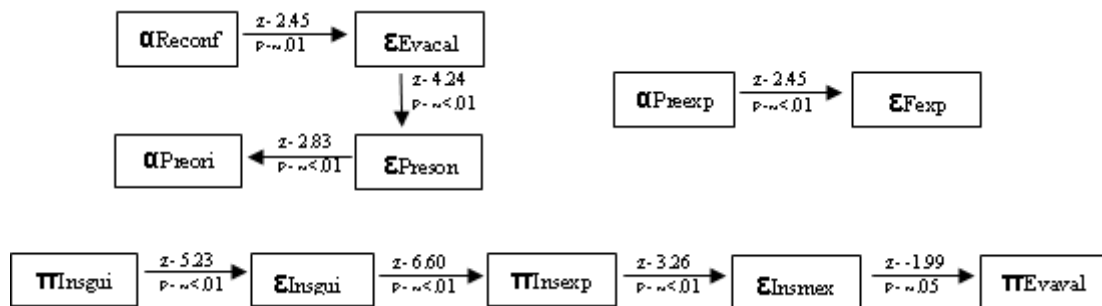 z- 2.45
αReconf
p-~.01
εEvacal
z- 4.24
p- ~<.01
αPreori
z- 2.83
p- ~<.01
εPreson
z- 2.45
αPreexp
p-~<.01
εFexp
πInsgui
z- 5.23
p- ~<.01
εInsgui
z- 6.60
p- ~<.01
πInsexp
z- 3.26
p- ~<.01
εInsmex
z- -1.99
p- ~.05
πEvaval